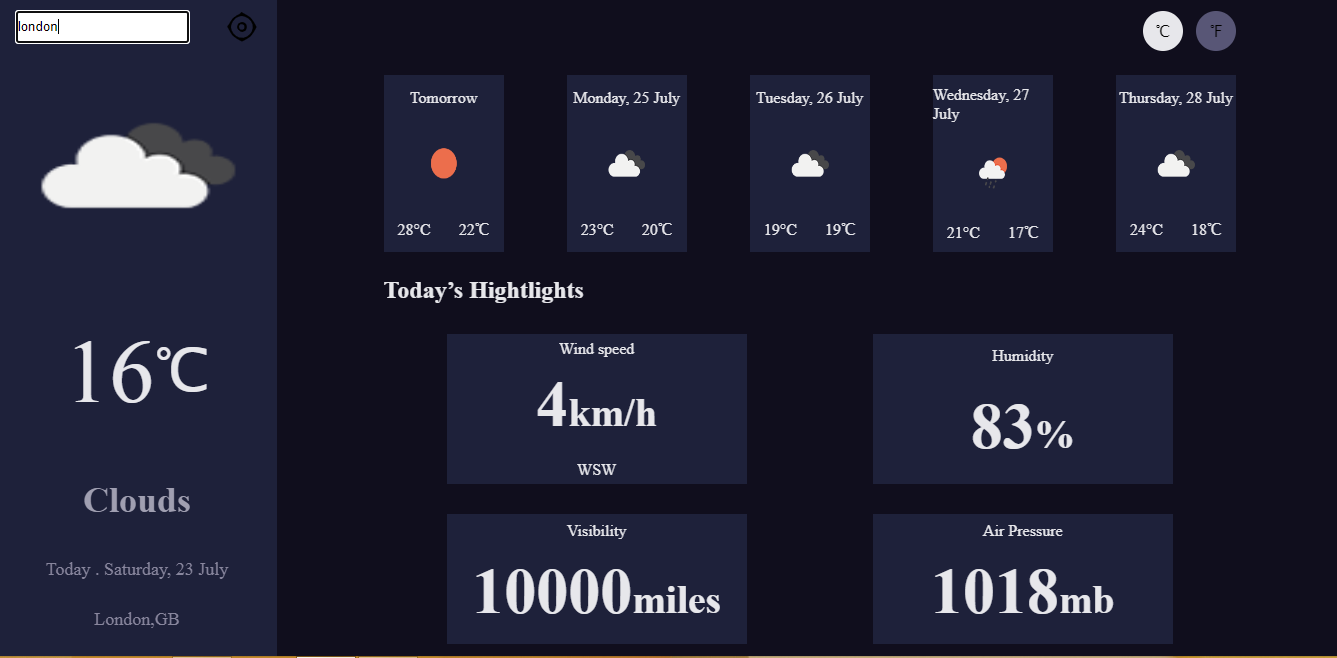 london
℃ °F
Tomorrow
28°C 22℃
Monday, 25 July
23°C 20℃
Tuesday, 26 July
19°C 19℃
Wednesday, 27
July
21°C 17℃
Thursday, 28 July
24°C 18℃
16℃
Clouds
Today . Saturday, 23 July
London,GB
Today’s Hightlights
Wind speed
4km/h
WSW
Humidity
83%
Visibility
10000miles
Air Pressure
1018mb